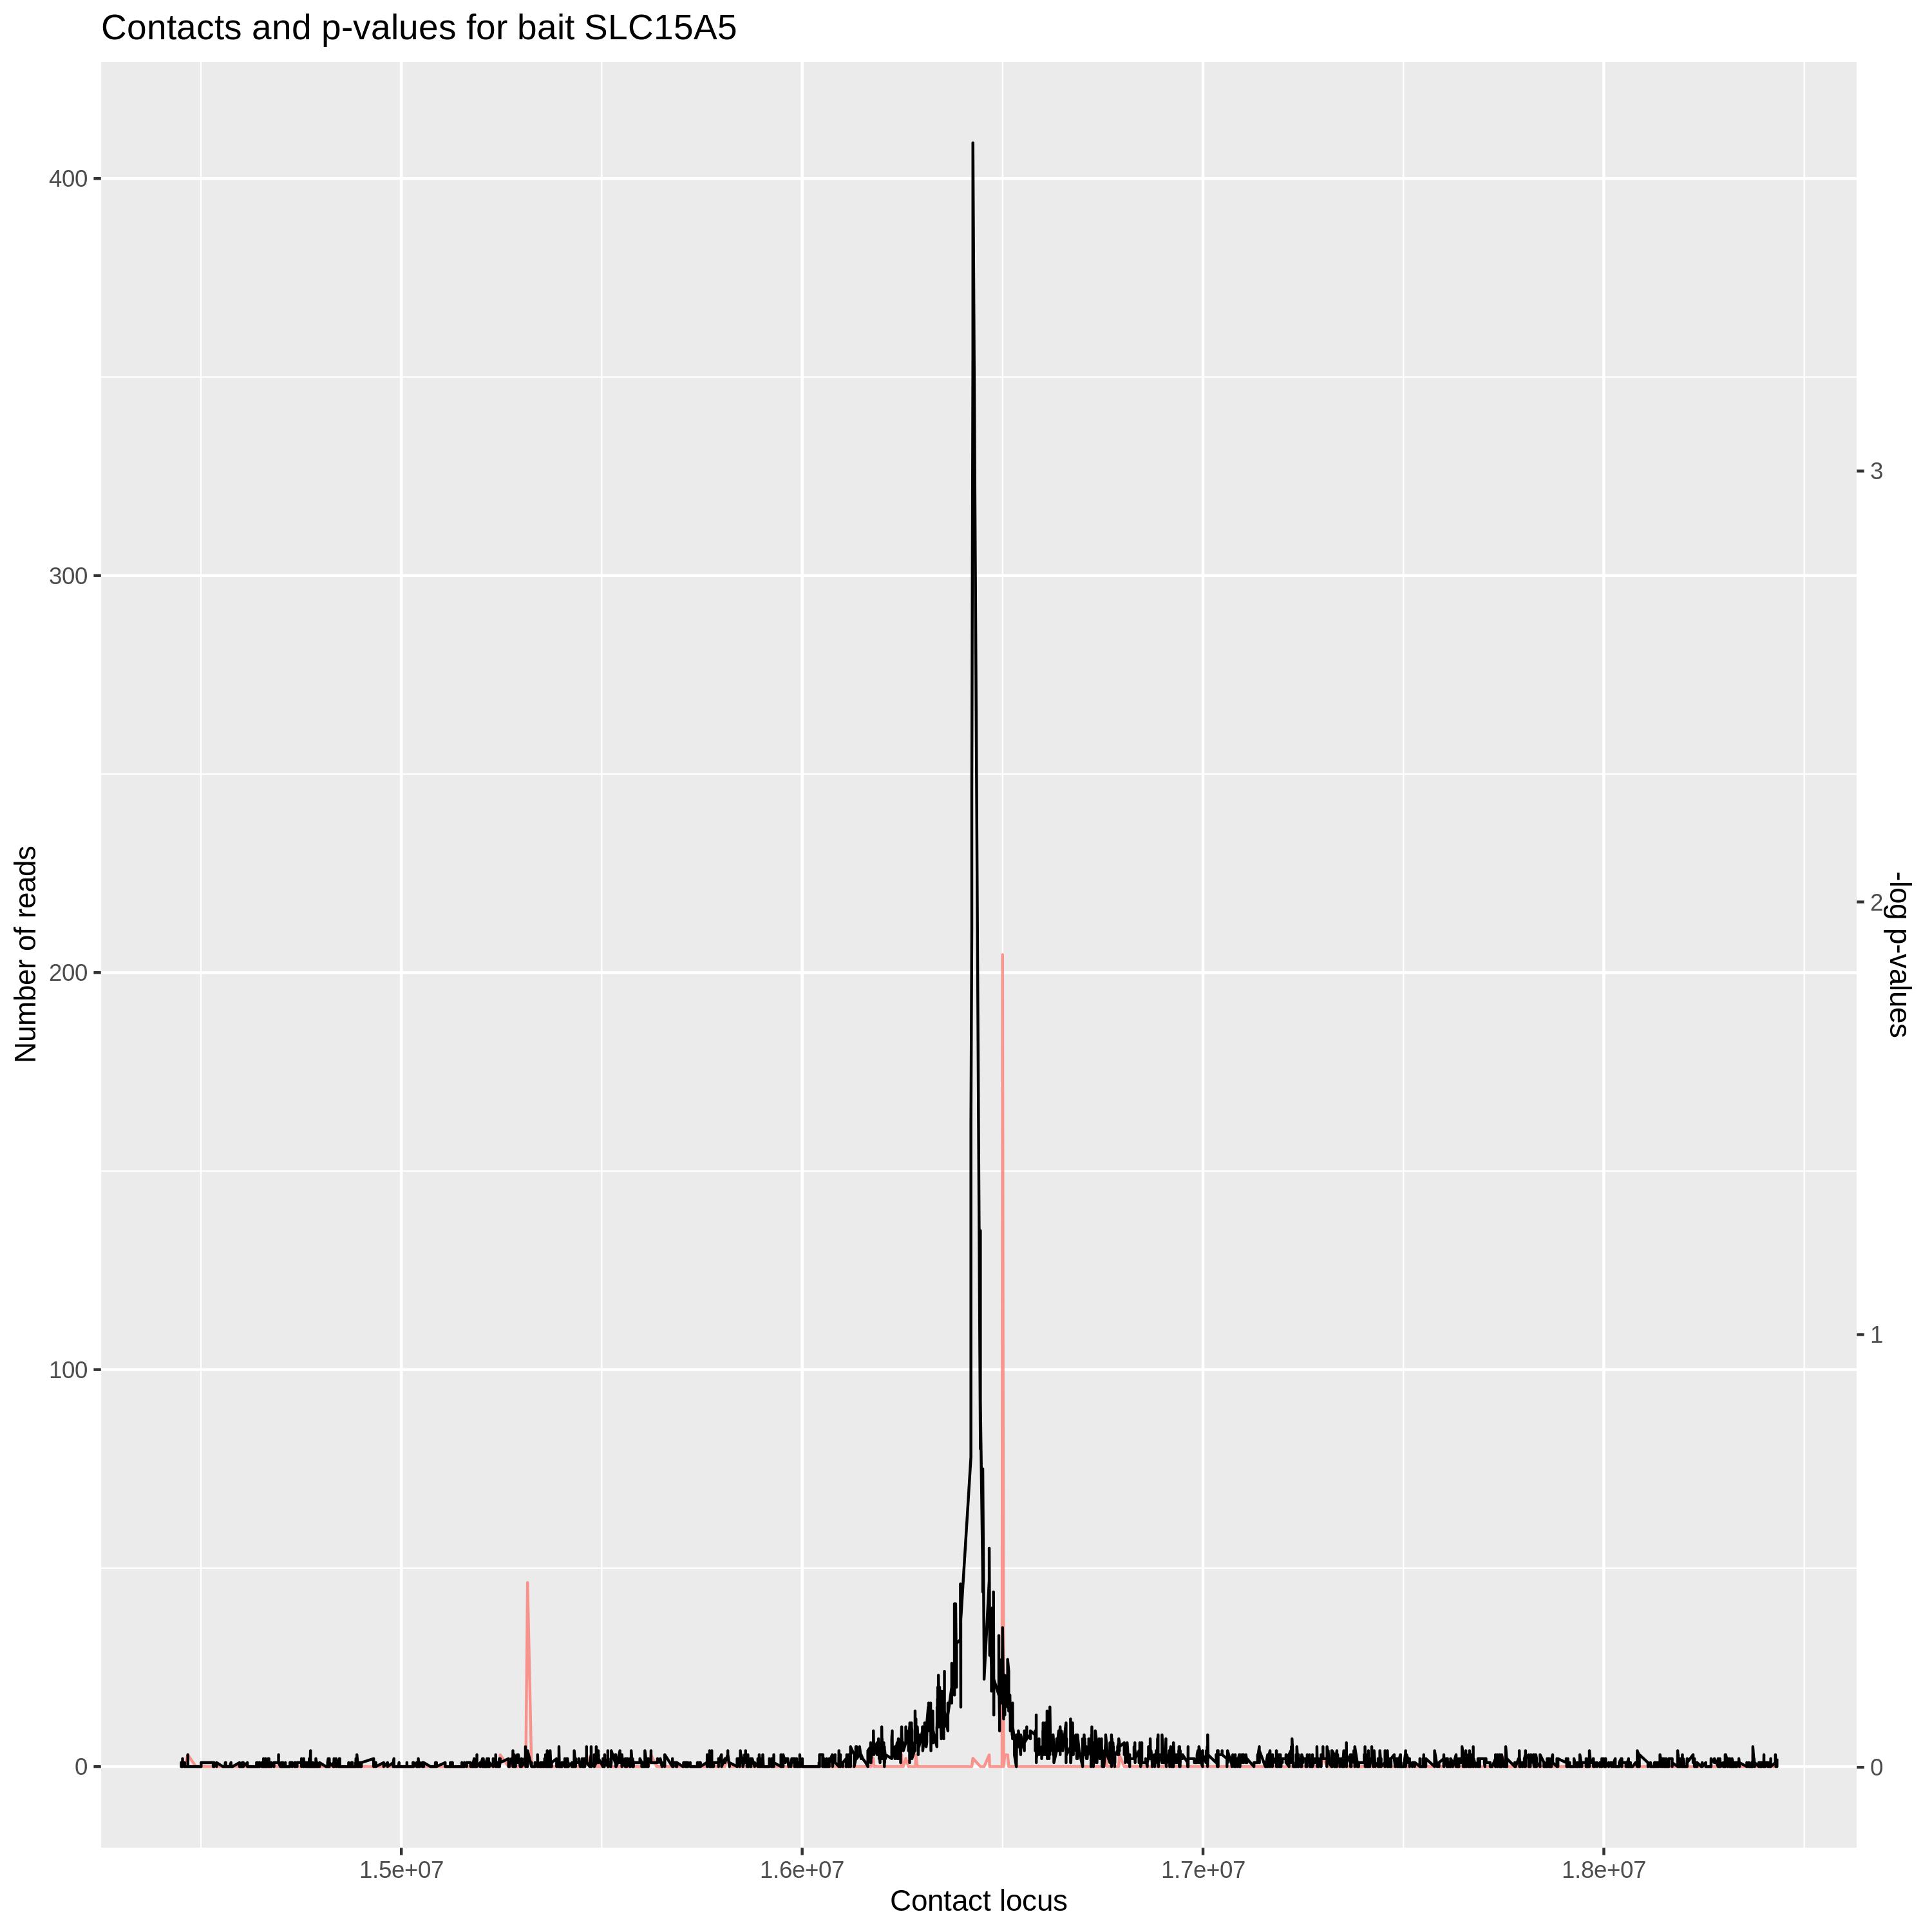 Contacts and p-values for bait SLC15A5
400
300
200
100
0
Number of reads
3
2
1
0
-log p-values
1.5e+07
1.6e+07
1.7e+07
1.8e+07
Contact locus